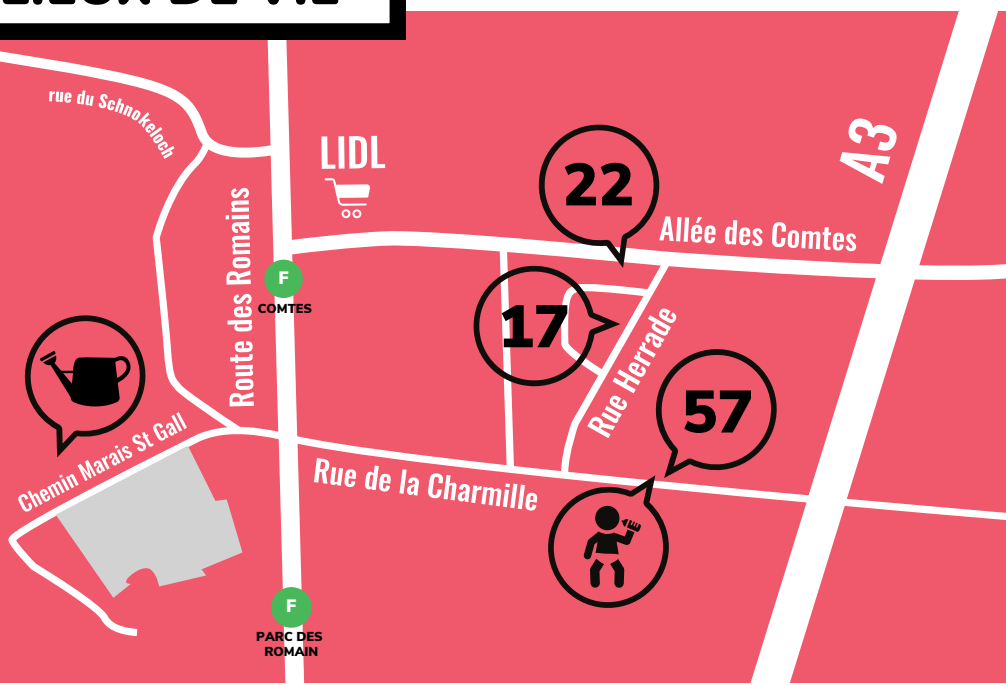 rue du Schnokeloch
LIDL
A3
22
Allée des Comtes
Route des Romains
F
COMTES
17
Rue Herrade
57
Chemin Marais St Gall
Rue de la Charmille
F
PARC DES
ROMAIN